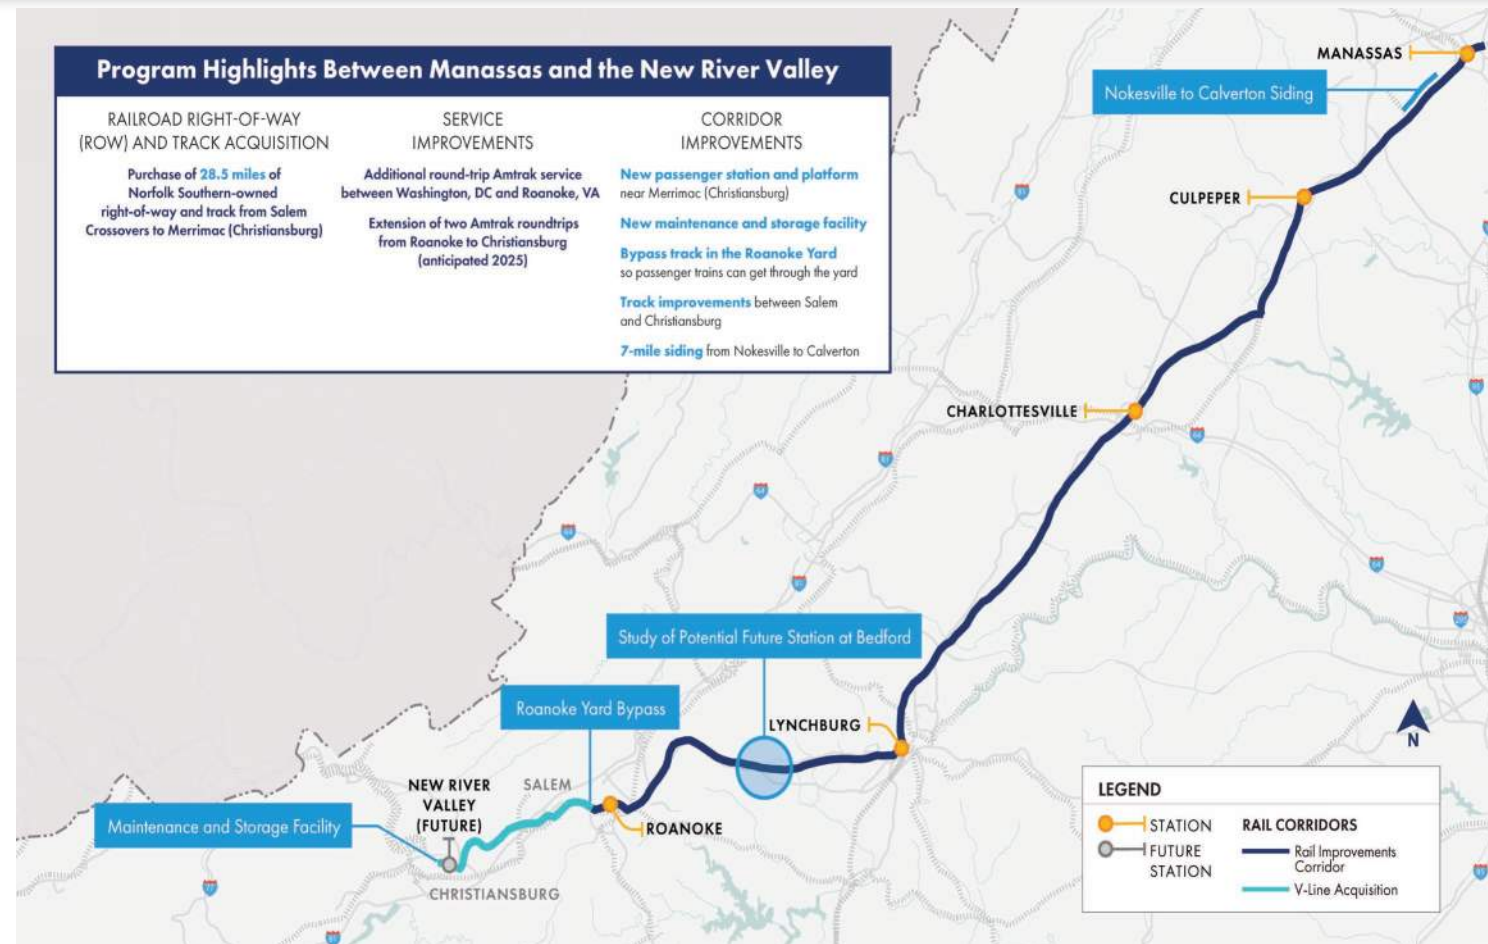 Program Highlights Between Manassas and the New River Valley
RAILROAD RIGHT-OF-WAY
(ROW) AND TRACK ACQUISITION
Purchase of 28.5 miles of
Norfolk Southern-owned
right-of-way and track from Salem
Crossovers to Merrimac (Christiansburg)
SERVICE
IMPROVEMENTS
Additional round-trip Amtrak service
between Washington, DC and Roanoke, VA
Extension of two Amtrak roundtrips
from Roanoke to Christiansburg
(anticipated 2025)
CORRIDOR
IMPROVEMENTS
New passenger station and platform
near Merrimac (Christiansburg)
New maintenance and storage facility
Bypass track in the Roanoke Yard
so passenger trains can get through the yard
Track improvements between Salem
and Christiansburg
7-mile siding from Nokesville to Calverton
MANASSAS
Nokesville to Calverton Siding
CULPEPER
CHARLOTTESVILLE
64
Study of Potential Future Station at Bedford
Roanoke Yard Bypass
LYNCHBURG
NEW RIVER
VALLEY
(FUTURE)
SALEM
Maintenance and Storage Facility
ROANOKE
CHRISTIANSBURG
N
LEGEND
STATION
FUTURE
STATION
RAIL CORRIDORS
Rail Improvements
Corridor
V-Line Acquisition